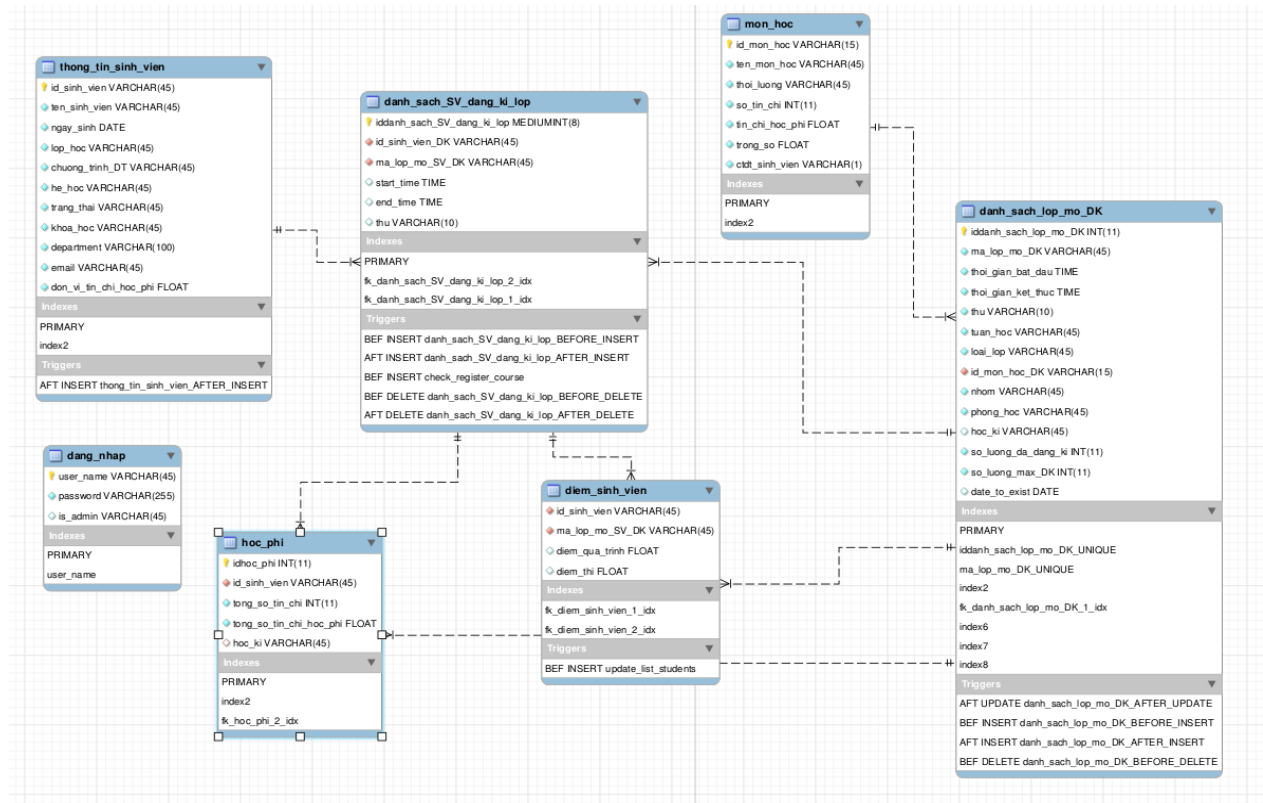 thong_tin_sinh_vien
id_sinh_vien VARCHAR(45)
ten_sinh_vien VARCHAR(45)
ngay_sinh DATE
lop_hoc VARCHAR(45)
chuong_trinh_DT VARCHAR(45)
he_hoc VARCHAR(45)
trang_thai VARCHAR(45)
khoa_hoc VARCHAR(45)
department VARCHAR(100)
email VARCHAR(45)
don_vi_tin_chi_hoc_phi FLOAT
Indexes
PRIMARY
index2
Triggers
AFT INSERT thong_tin_sinh_vien_AFTER_INSERT
danh_sach_SV_dang_ki_lop
iddanh_sach_SV_dang_ki_lop MEDIUMINT(8)
id_sinh_vien_DK VARCHAR(45)
ma_lop_mo_SV_DK VARCHAR(45)
start_time TIME
end_time TIME
thu VARCHAR(10)
Indexes
PRIMARY
fk_danh_sach_SV_dang_ki_lop_2_idx
fk_danh_sach_SV_dang_ki_lop_1_idx
Triggers
BEF INSERT danh_sach_SV_dang_ki_lop_BEFORE_INSERT
AFT INSERT danh_sach_SV_dang_ki_lop_AFTER_INSERT
BEF INSERT check_register_course
BEF DELETE danh_sach_SV_dang_ki_lop_BEFORE_DELETE
AFT DELETE danh_sach_SV_dang_ki_lop_AFTER_DELETE
mon_hoc
id_mon_hoc VARCHAR(15)
ten_mon_hoc VARCHAR(45)
thoi_luong VARCHAR(45)
so_tin_chi INT(11)
tin_chi_hoc_phi FLOAT
trong_so FLOAT
ctdt_sinh_vien VARCHAR(1)
Indexes
PRIMARY
index2
danh_sach_lop_mo_DK
iddanh_sach_lop_mo_DK INT(11)
ma_lop_mo_DK VARCHAR(45)
thoi_gian_bat_dau TIME
thoi_gian_ket_thuc TIME
thu VARCHAR(10)
tuan_hoc VARCHAR(45)
loai_lop VARCHAR(45)
id_mon_hoc_DK VARCHAR(15)
nhom VARCHAR(45)
phong_hoc VARCHAR(45)
hoc_ki VARCHAR(45)
so_luong_da_dang_ki INT(11)
so_luong_max_DK INT(11)
date_to_exist DATE
Indexes
PRIMARY
iddanh_sach_lop_mo_DK_UNIQUE
ma_lop_mo_DK_UNIQUE
index2
fk_danh_sach_lop_mo_DK_1_idx
index6
index7
index8
Triggers
AFT UPDATE danh_sach_lop_mo_DK_AFTER_UPDATE
BEF INSERT danh_sach_lop_mo_DK_BEFORE_INSERT
AFT INSERT danh_sach_lop_mo_DK_AFTER_INSERT
BEF DELETE danh_sach_lop_mo_DK_BEFORE_DELETE
dang_nhap
user_name VARCHAR(45)
password VARCHAR(255)
is_admin VARCHAR(45)
Indexes
PRIMARY
user_name
hoc_phi
idhoc_phi INT(11)
id_sinh_vien VARCHAR(45)
tong_so_tin_chi INT(11)
tong_so_tin_chi_hoc_phi FLOAT
hoc_ki VARCHAR(45)
Indexes
PRIMARY
index2
fk_hoc_phi_2_idx
diem_sinh_vien
id_sinh_vien VARCHAR(45)
ma_lop_mo_SV_DK VARCHAR(45)
diem_qua_trinh FLOAT
diem_thi FLOAT
Indexes
fk_diem_sinh_vien_1_idx
fk_diem_sinh_vien_2_idx
Triggers
BEF INSERT update_list_students